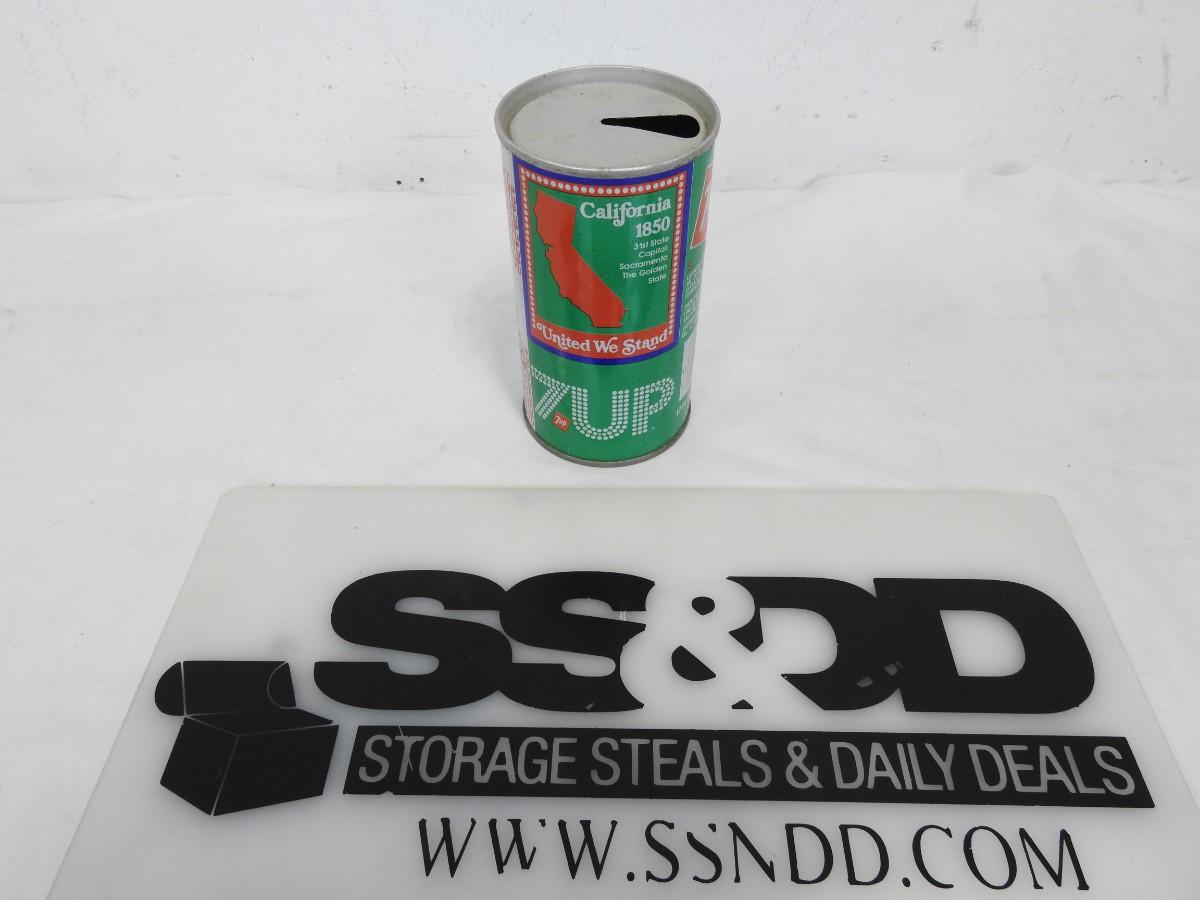 California
1850
31st State
Capital:
Sacramento
The Golden
State
United We Stand
7UP
7up
SS&DD
STORAGE STEALS & DAILY DEALS
WWW.SSNDD.COM